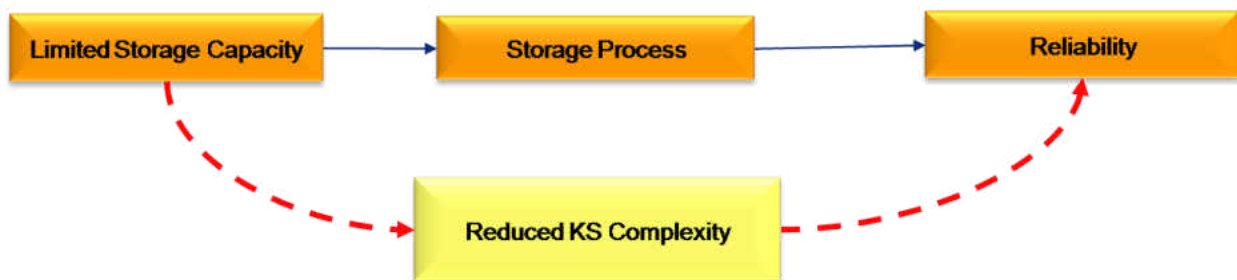 Limited Storage Capacity
Storage Process
Reliability
Reduced KS Complexity